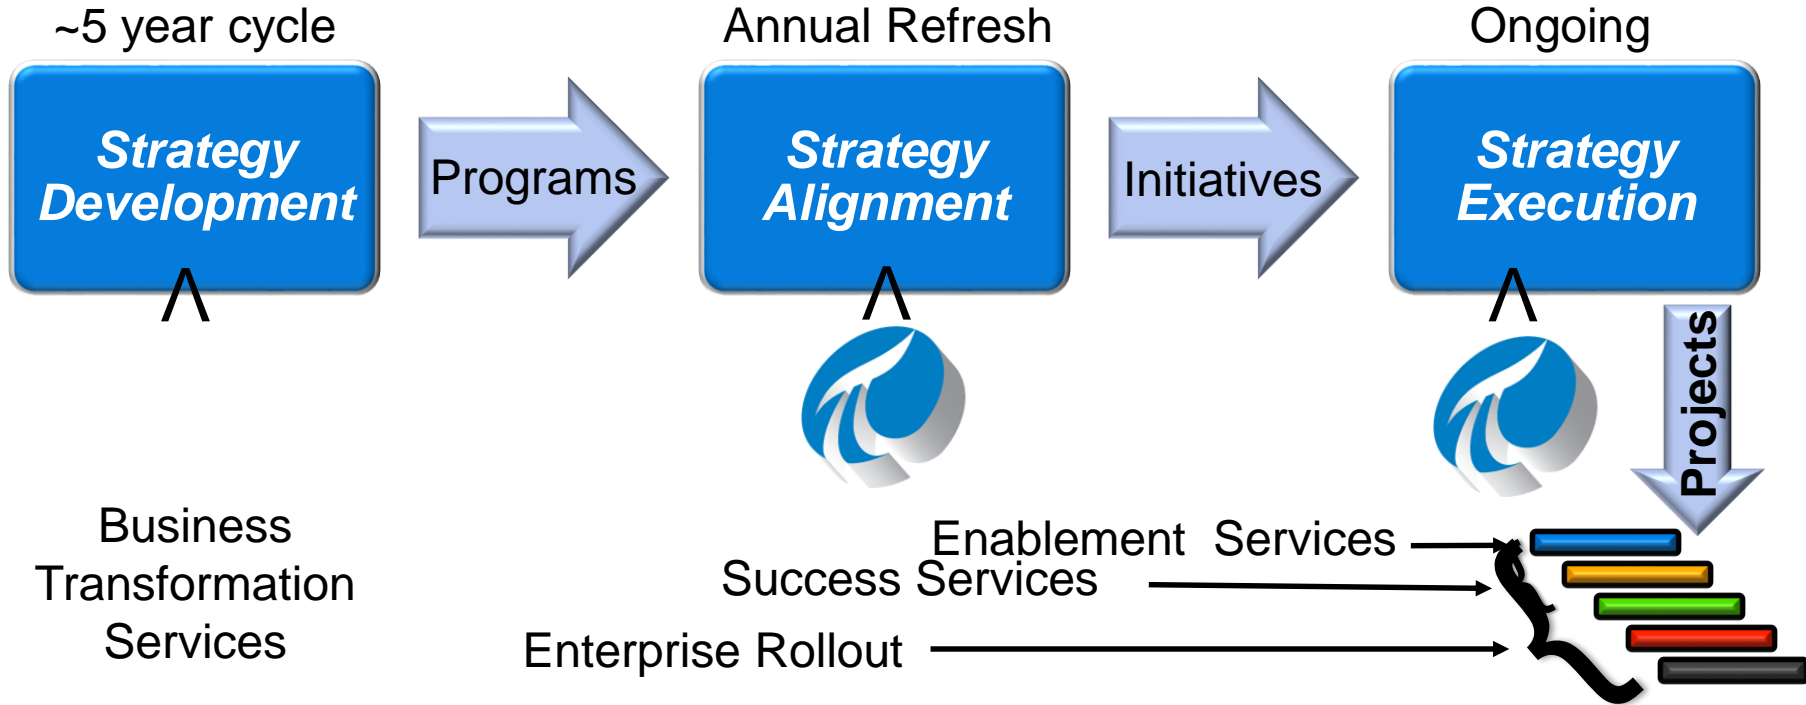 ~5 year cycle
Annual Refresh
Ongoing
Strategy
Development
Programs
Strategy
Alignment
Initiatives
Strategy
Execution
Projects
Business
Transformation
Services
Enablement  Services
Success Services
Enterprise Rollout